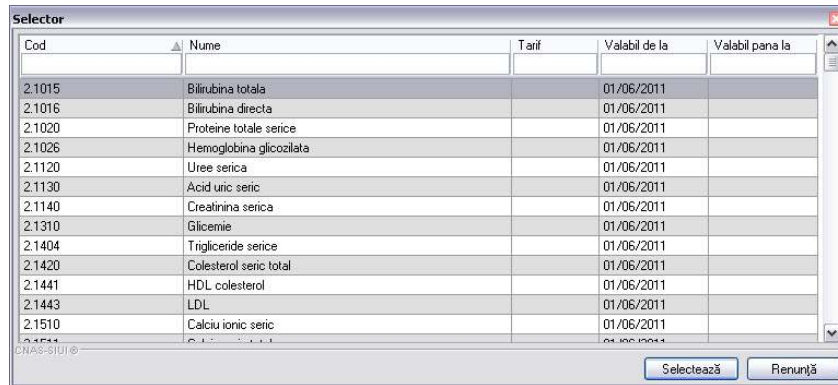 Selector
Cod Nume Tarif Valabil de la Valabil pana la
2.1015 Bilirubina totala 01/06/2011
2.1016 Bilirubina directa 01/06/2011
2.1020 Proteine totale serice 01/06/2011
2.1026 Hemoglobina glicozilata 01/06/2011
2.1120 Uree serica 01/06/2011
2.1130 Acid uric seric 01/06/2011
2.1140 Creatinina serica 01/06/2011
2.1310 Glicemie 01/06/2011
2.1404 Trigliceride serice 01/06/2011
2.1420 Colesterol seric total 01/06/2011
2.1441 HDL colesterol 01/06/2011
2.1443 LDL 01/06/2011
2.1510 Calciu ionic seric 01/06/2011
CNAS-SIUI ®
Selectează Renunţă